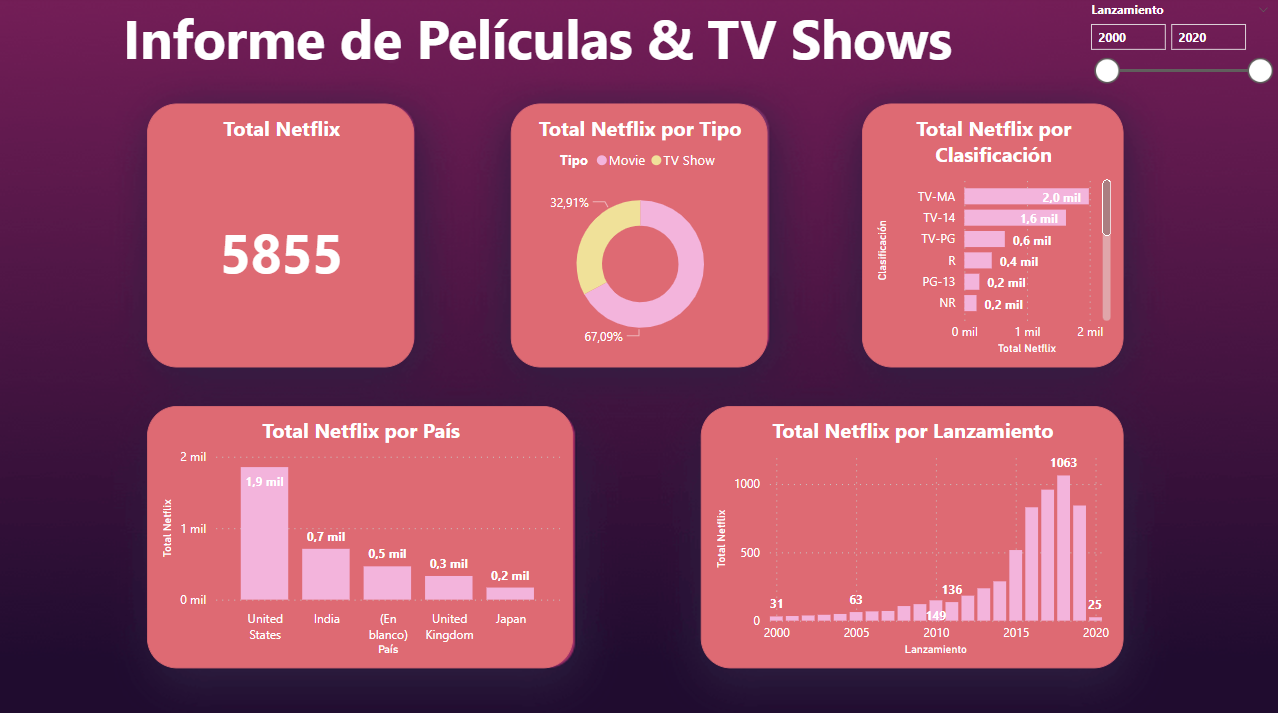 Informe de Películas & TV Shows
Lanzamiento
2000 2020
Total Netflix
5855
Total Netflix por Tipo
Tipo Movie TV Show
32,91%
67,09%
Total Netflix por
Clasificación
Clasificación
TV-MA 2,0 mil
TV-14 1,6 mil
TV-PG 0,6 mil
R 0,4 mil
PG-13 0,2 mil
NR 0,2 mil
0 mil 1 mil 2 mil
Total Netflix
Total Netflix por País
Total Netflix
2 mil
1 mil
0 mil
1,9 mil
0,7 mil
0,5 mil
0,3 mil
0,2 mil
United
States
India
(En
blanco)
United
Kingdom
Japan
País
Total Netflix por Lanzamiento
Total Netflix
1000
500
0
31
63
149
136
1063
25
2000 2005 2010 2015 2020
Lanzamiento